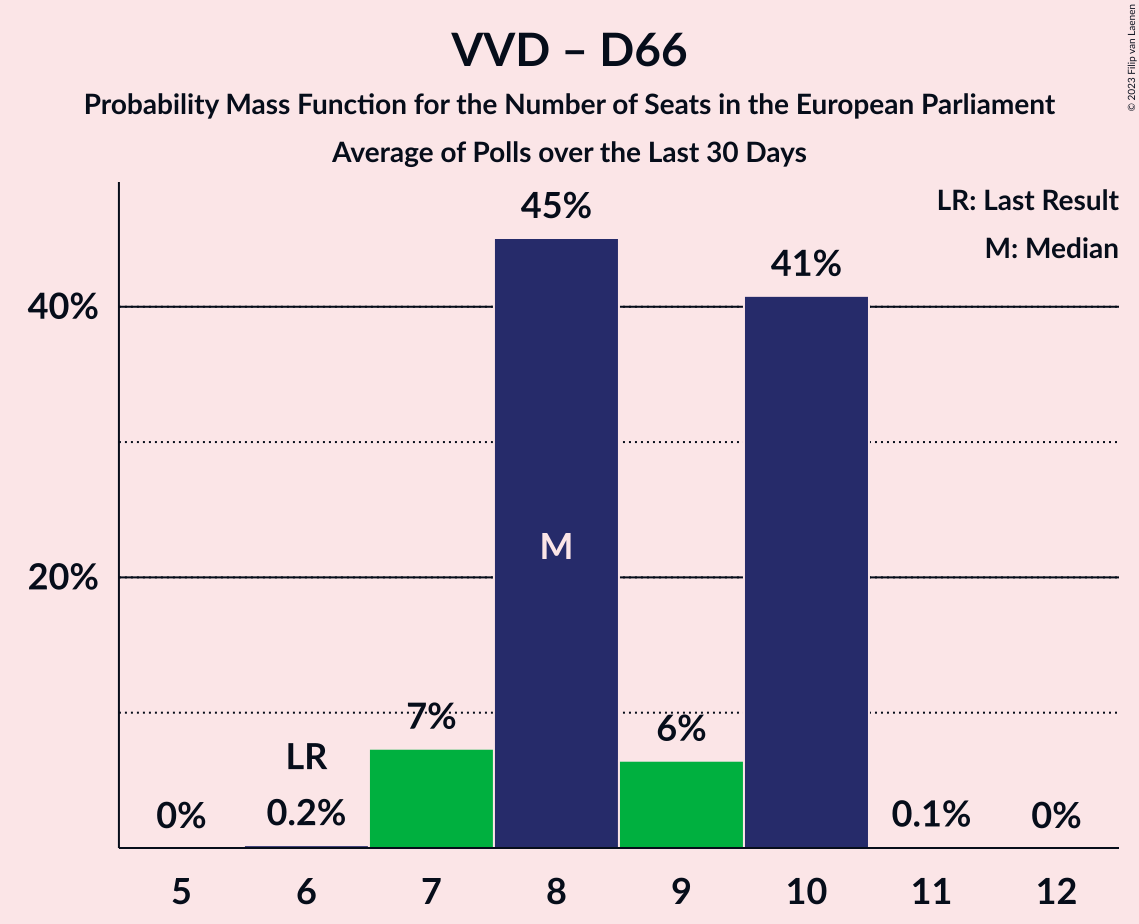 VVD – D66
Probability Mass Function for the Number of Seats in the European Parliament
Average of Polls over the Last 30 Days
© 2023 Filip van Laenen
LR: Last Result
M: Median
45%
41%
40%
M
20%
7%
6%
LR
0%
0.2%
0.1%
0%
5 6 7 8 9 10 11 12